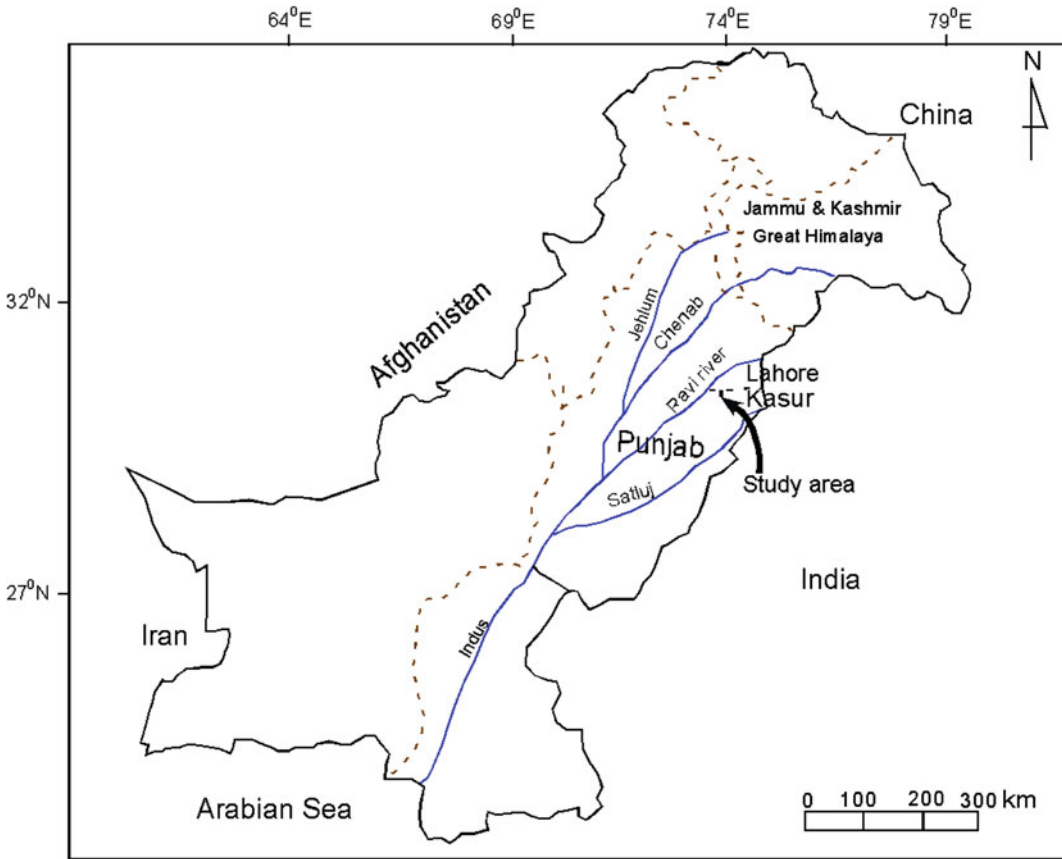 64⁰E 69⁰E 74⁰E 79⁰E
N
China
Jammu & Kashmir
Great Himalaya
32⁰N
Afghanistan
Jehlum
Chenab
Ravi river
Lahore
Kasur
Punjab
Satluj
Study area
27⁰N
India
Iran
Indus
Arabian Sea
0 100 200 300 km